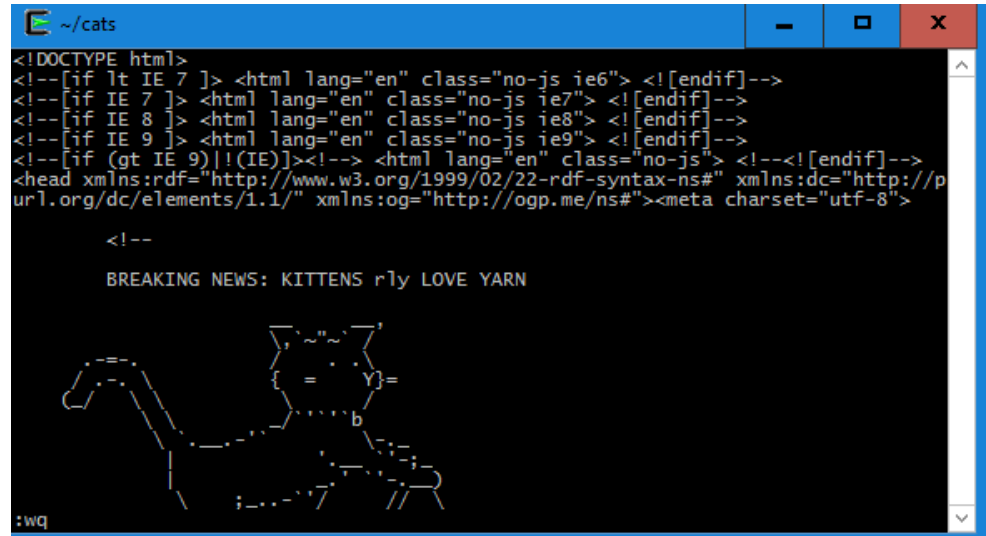 ~/cats
<!DOCTYPE html>
<!--[if lt IE 7 ]> <html lang="en" class="no-js ie6"> <![endif]-->
<!--[if IE 7 ]> <html lang="en" class="no-js ie7"> <![endif]-->
<!--[if IE 8 ]> <html lang="en" class="no-js ie8"> <![endif]-->
<!--[if IE 9 ]> <html lang="en" class="no-js ie9"> <![endif]-->
<!--[if (gt IE 9)|!(IE)]><!--> <html lang="en" class="no-js"> <!--<![endif]-->
<head xmlns:rdf="http://www.w3.org/1999/02/22-rdf-syntax-ns#" xmlns:dc="http://p
url.org/dc/elements/1.1/" xmlns:og="http://ogp.me/ns#"><meta charset="utf-8">
<!--
BREAKING NEWS: KITTENS rly LOVE YARN
:wq